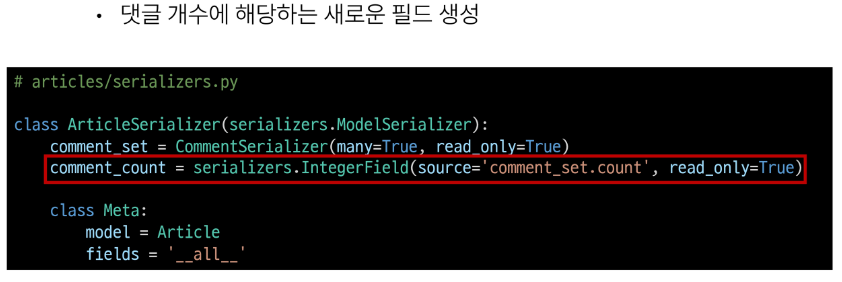 • 댓글 개수에 해당하는 새로운 필드 생성
# articles/serializers.py
class ArticleSerializer(serializers.ModelSerializer):
    comment_set = CommentSerializer(many=True, read_only=True)
    comment_count = serializers.IntegerField(source='comment_set.count', read_only=True)
    class Meta:
        model = Article
        fields = '__all__'